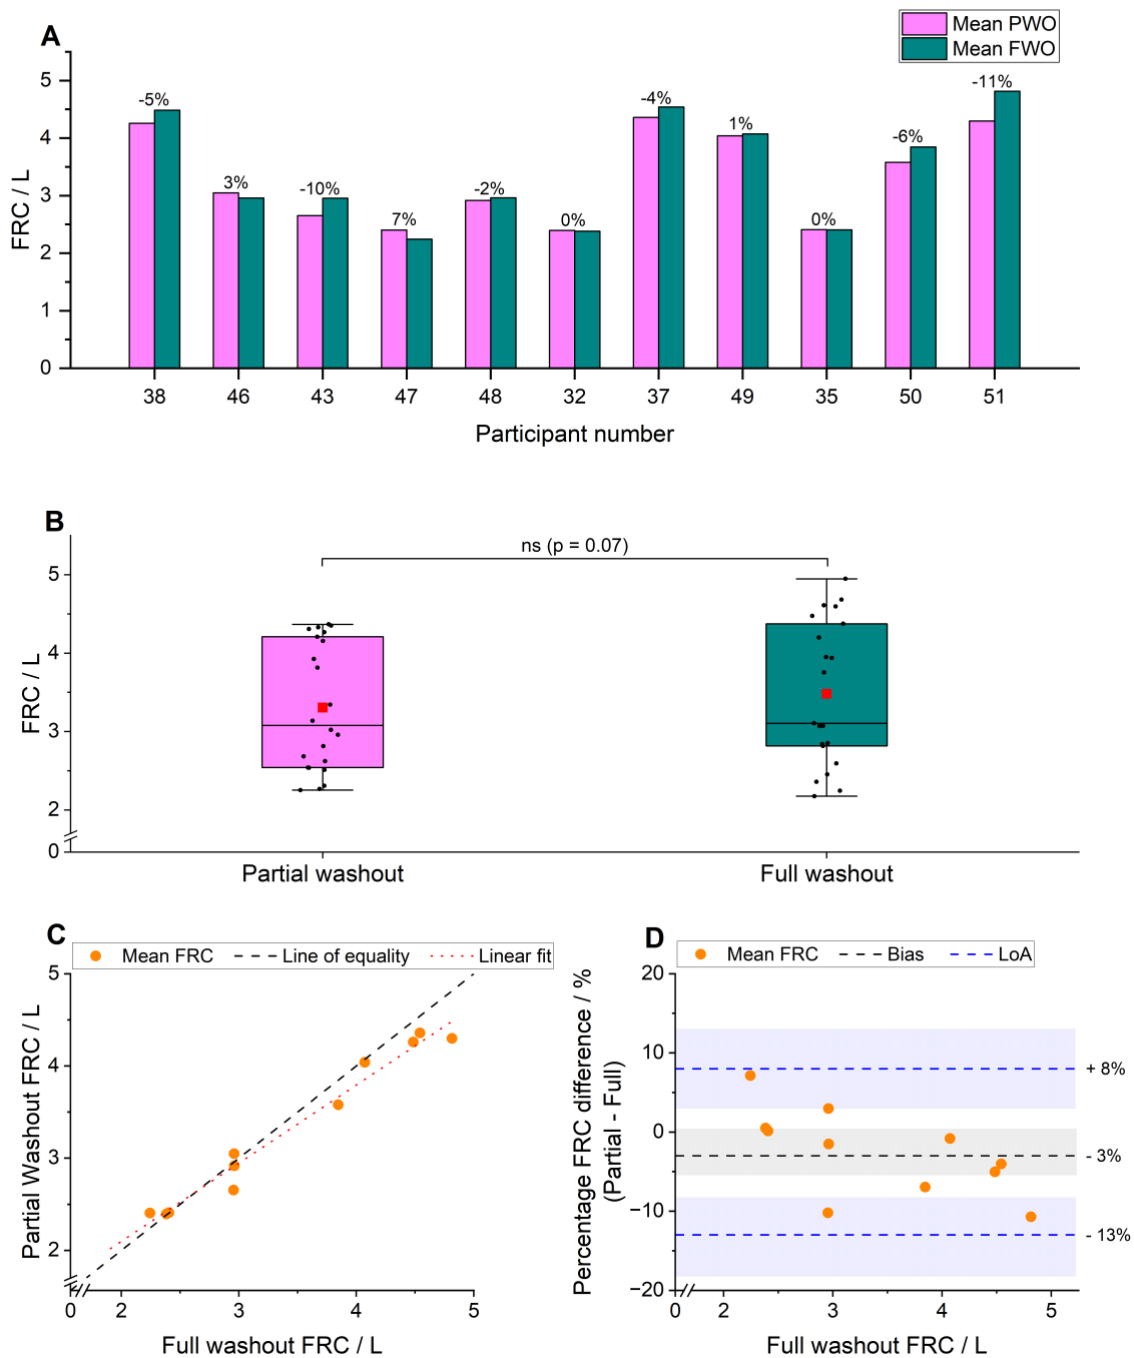 A
Mean PWO
Mean FWO
FRC / L
5
4
3
2
1
0
-5%
3%
-10%
7%
-2%
0%
-4%
1%
0%
-6%
-11%
38 46 43 47 48 32 37 49 35 50 51
Participant number
B
ns (p = 0.07)
FRC / L
5
4
3
2
0
Partial washout Full washout
C
Mean FRC Line of equality Linear fit
Partial Washout FRC / L
5
4
3
2
0 2 3 4 5
Full washout FRC / L
D
Mean FRC Bias LoA
Percentage FRC difference / %
(Partial - Full)
20
10
0
−10
−20
+ 8%
- 3%
- 13%
0 2 3 4 5
Full washout FRC / L